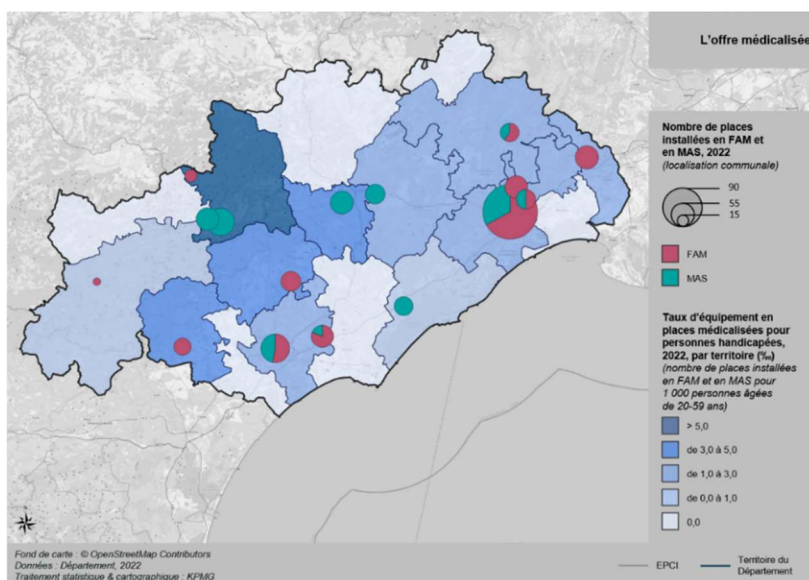 L'offre médicalisée
Nombre de places
installées en FAM et
en MAS, 2022
(localisation communale)
90
55
15
FAM
MAS
Taux d'équipement en
places médicalisées pour
personnes handicapées,
2022, par territoire (‰)
(nombre de places installées
en FAM et en MAS pour
1 000 personnes âgées
de 20-59 ans)
> 5,0
de 3,0 à 5,0
de 1,0 à 3,0
de 0,0 à 1,0
0,0
Fond de carte : © OpenStreetMap Contributors
Données : Département, 2022
Traitement statistique & cartographique : KPMG
EPCI
Territoire du
Département